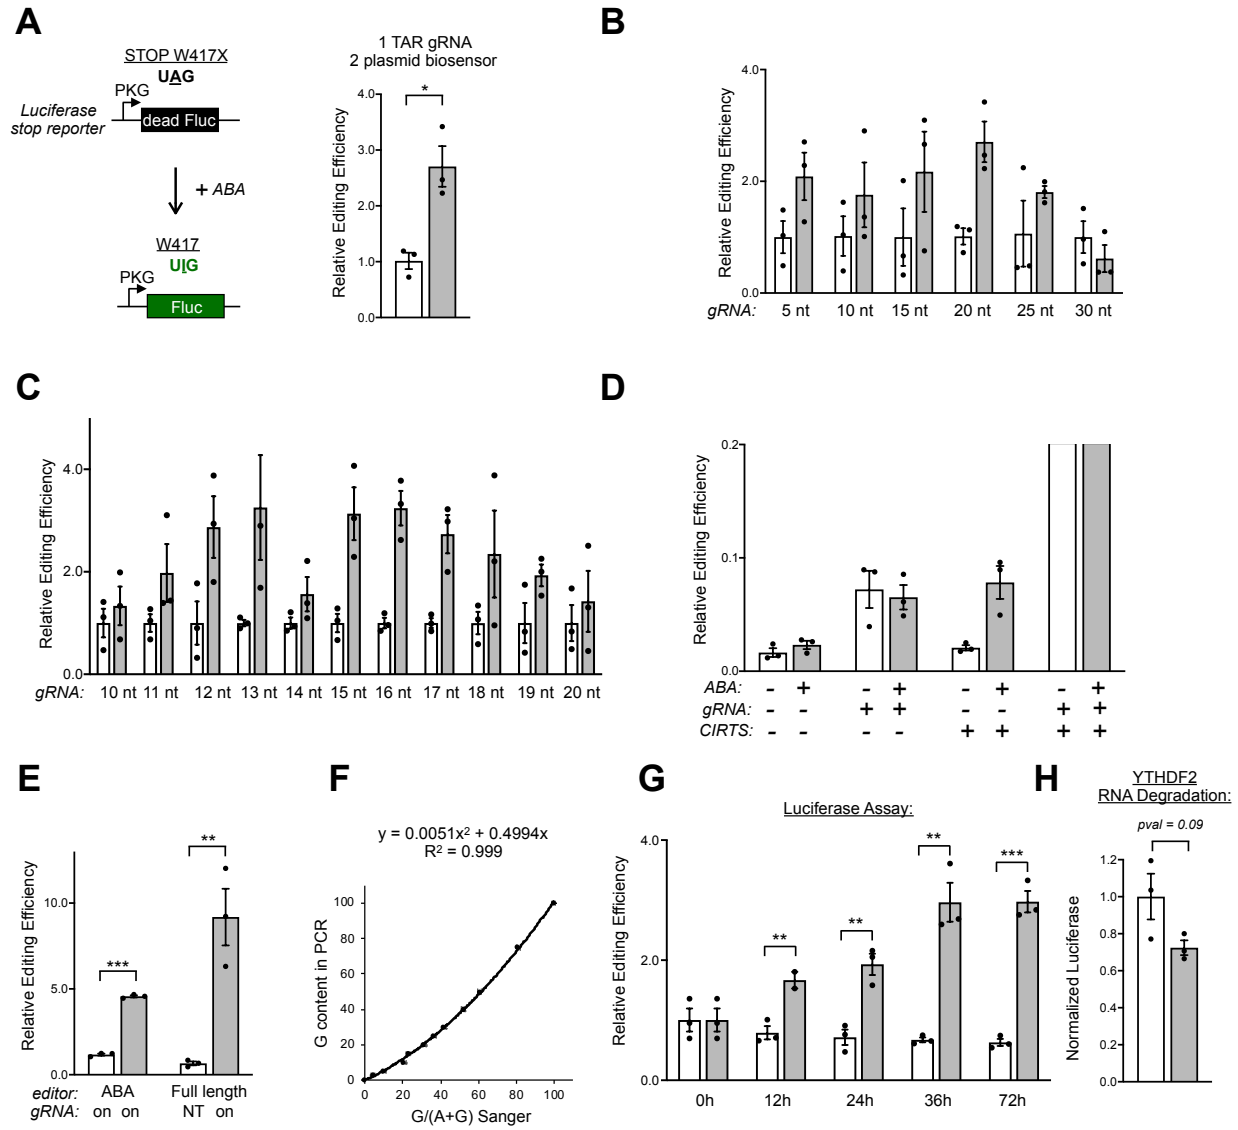 A
STOP W417X
UAG
PKG
Luciferase
stop reporter
dead Fluc
+ ABA
W417
UIG
PKG
Fluc
1 TAR gRNA
2 plasmid biosensor
Relative Editing Efficiency
4.0
3.0
2.0
1.0
0.0
*
B
Relative Editing Efficiency
4.0
2.0
0.0
gRNA: 5 nt 10 nt 15 nt 20 nt 25 nt 30 nt
C
Relative Editing Efficiency
4.0
2.0
0.0
gRNA: 10 nt 11 nt 12 nt 13 nt 14 nt 15 nt 16 nt 17 nt 18 nt 19 nt 20 nt
D
Relative Editing Efficiency
0.2
0.1
0.0
ABA: - + - + - + - +
gRNA: - - + + - - + +
CIRTS: - - - - + + + +
E
Relative Editing Efficiency
10.0
5.0
0.0
***
**
editor: ABA Full length
gRNA: on on NT on
F
y = 0.0051x² + 0.4994x
R² = 0.999
G content in PCR
100
80
60
40
20
0
0 20 40 60 80 100
G/(A+G) Sanger
G
Luciferase Assay:
Relative Editing Efficiency
4.0
2.0
0.0
**
**
**
***
0h 12h 24h 36h 72h
H
YTHDF2
RNA Degradation:
pval = 0.09
Normalized Luciferase
1.2
1.0
0.8
0.6
0.4
0.2
0.0